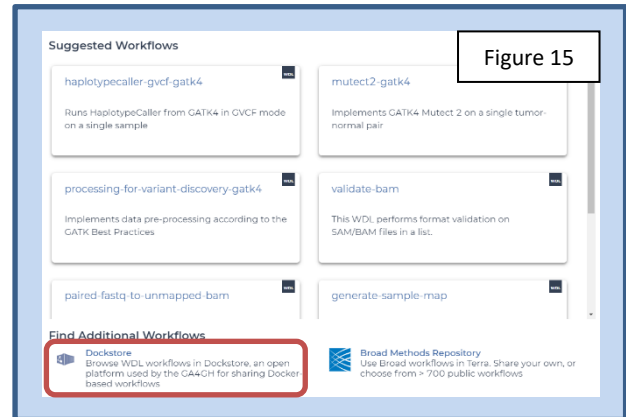 Suggested Workflows
Figure 15
haplotypecaller-gvcf-gatk4
WDL
Runs HaplotypeCaller from GATK4 in GVCF mode
on a single sample
mutect2-gatk4
Implements GATK4 Mutect 2 on a single tumor-
normal pair
processing-for-variant-discovery-gatk4
WDL
Implements data pre-processing according to the
GATK Best Practices
validate-bam
WDL
This WDL performs format validation on
SAM/BAM files in a list.
paired-fastq-to-unmapped-bam
WDL
generate-sample-map
WDL
Find Additional Workflows
Dockstore
Browse WDL workflows in Dockstore, an open
platform used by the GA4GH for sharing Docker-
based workflows
Broad Methods Repository
Use Broad workflows in Terra. Share your own, or
choose from > 700 public workflows